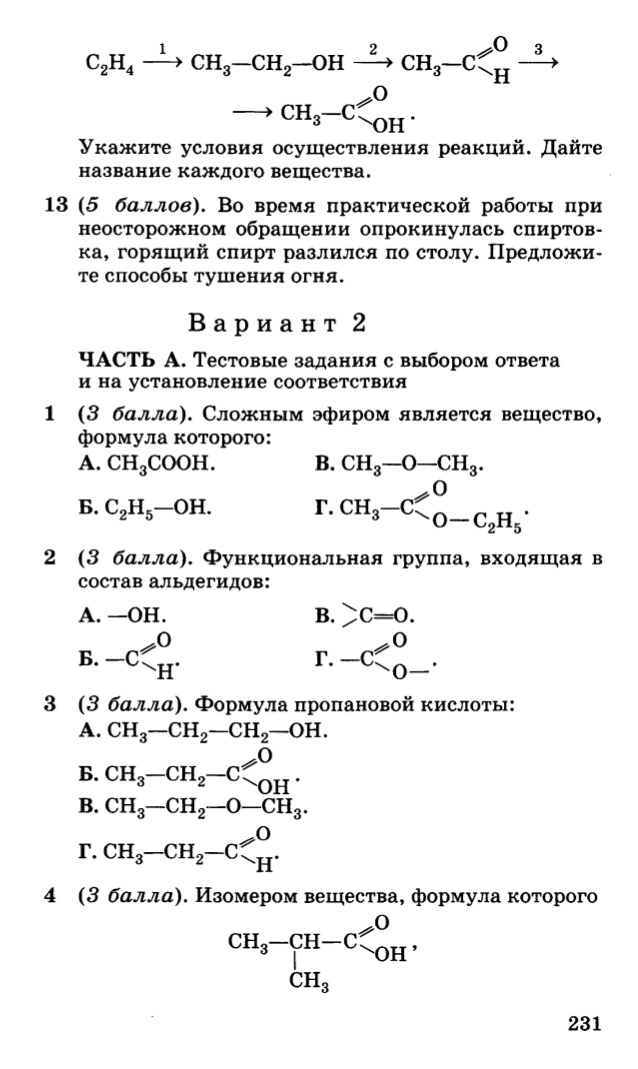 C₂H₄ —1→ CH₃—CH₂—OH —2→ CH₃—C(=O)—H —3→
—→ CH₃—C(=O)—OH.
Укажите условия осуществления реакций. Дайте
название каждого вещества.
13 (5 баллов). Во время практической работы при
неосторожном обращении опрокинулась спиртов-
ка, горящий спирт разлился по столу. Предложи-
те способы тушения огня.
Вариант 2
ЧАСТЬ А. Тестовые задания с выбором ответа
и на установление соответствия
1 (3 балла). Сложным эфиром является вещество,
формула которого:
А. CH₃COOH. В. CH₃—O—CH₃.
Б. C₂H₅—OH. Г. CH₃—C(=O)—O—C₂H₅.
2 (3 балла). Функциональная группа, входящая в
состав альдегидов:
А. —OH. В. >C=O.
Б. —C(=O)—H. Г. —C(=O)—O—.
3 (3 балла). Формула пропановой кислоты:
А. CH₃—CH₂—CH₂—OH.
Б. CH₃—CH₂—C(=O)—OH.
В. CH₃—CH₂—O—CH₃.
Г. CH₃—CH₂—C(=O)—H.
4 (3 балла). Изомером вещества, формула которого
CH₃—CH—C(=O)—OH,
CH₃
231